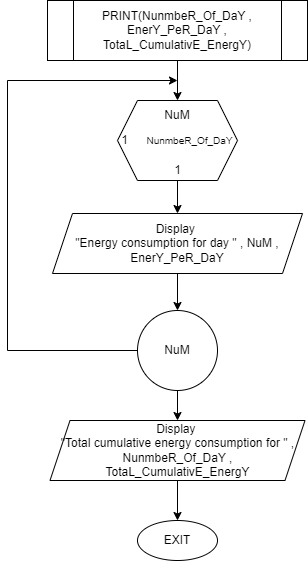 PRINT(NunmbeR_Of_DaY ,
EnerY_PeR_DaY ,
TotaL_CumulativE_EnergY)
NuM
1 NunmbeR_Of_DaY
1
Display
"Energy consumption for day " , NuM ,
EnerY_PeR_DaY
NuM
Display
"Total cumulative energy consumption for " ,
NunmbeR_Of_DaY ,
TotaL_CumulativE_EnergY
EXIT